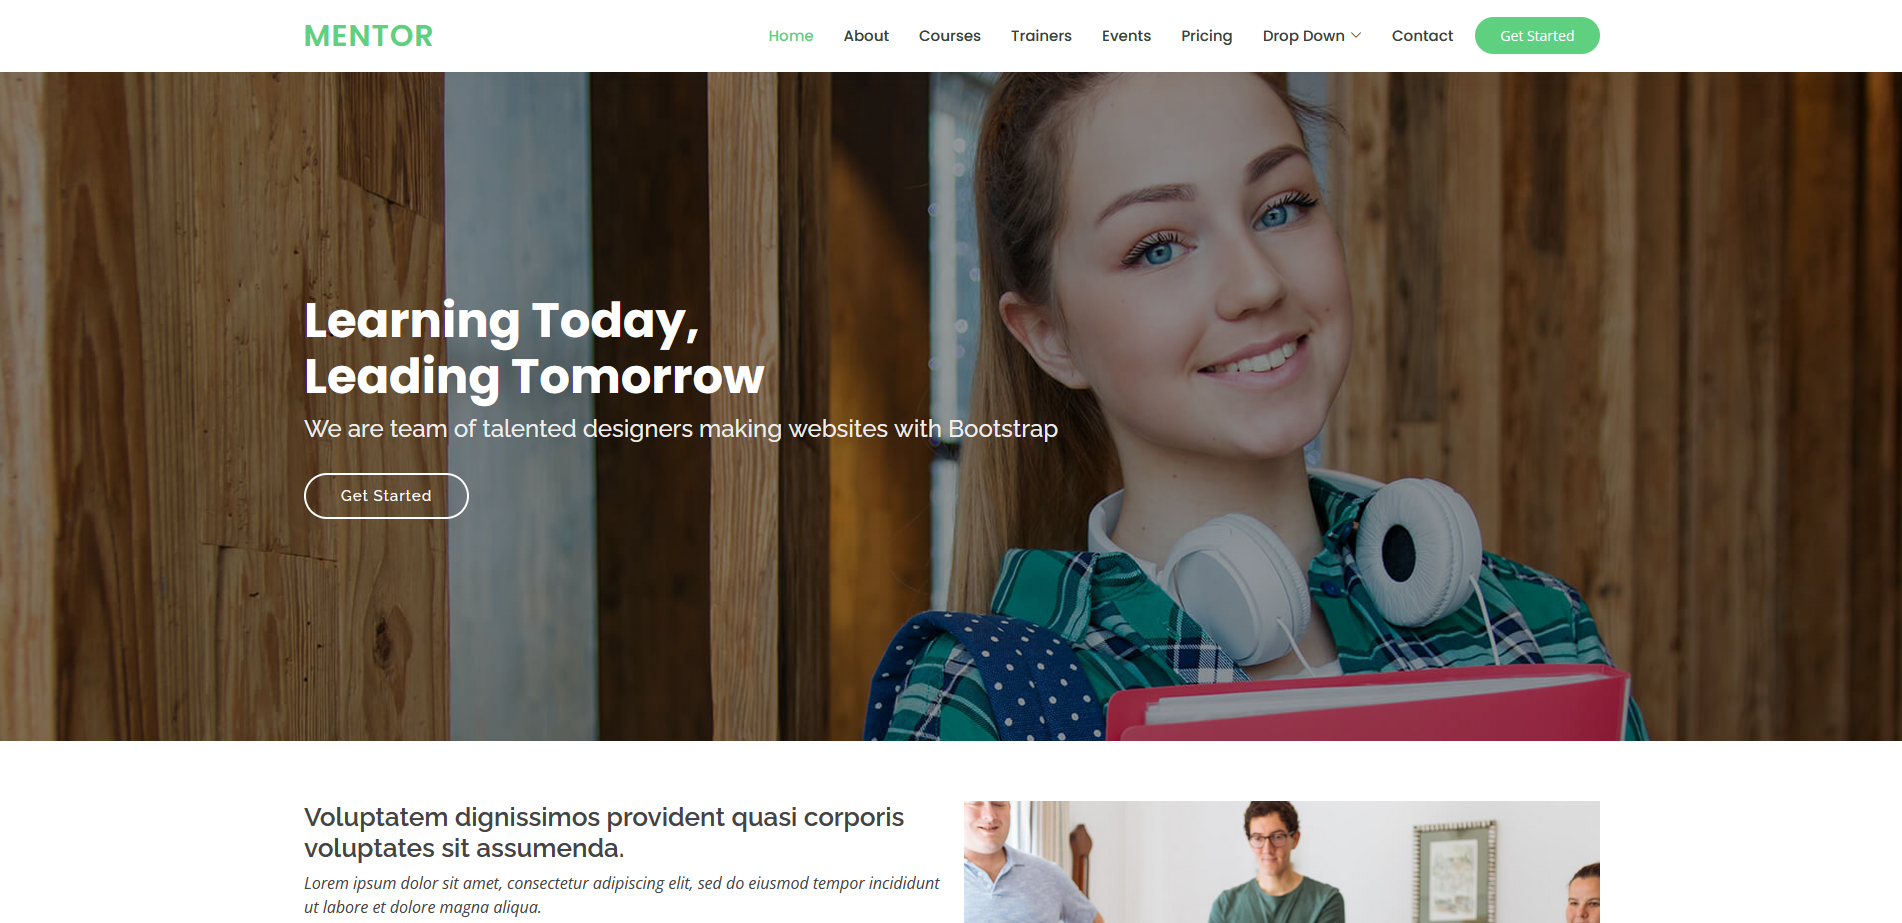 MENTOR
Home About Courses Trainers Events Pricing Drop Down Contact Get Started
Learning Today,
Leading Tomorrow
We are team of talented designers making websites with Bootstrap
Get Started
Voluptatem dignissimos provident quasi corporis
voluptates sit assumenda.
Lorem ipsum dolor sit amet, consectetur adipiscing elit, sed do eiusmod tempor incididunt
ut labore et dolore magna aliqua.